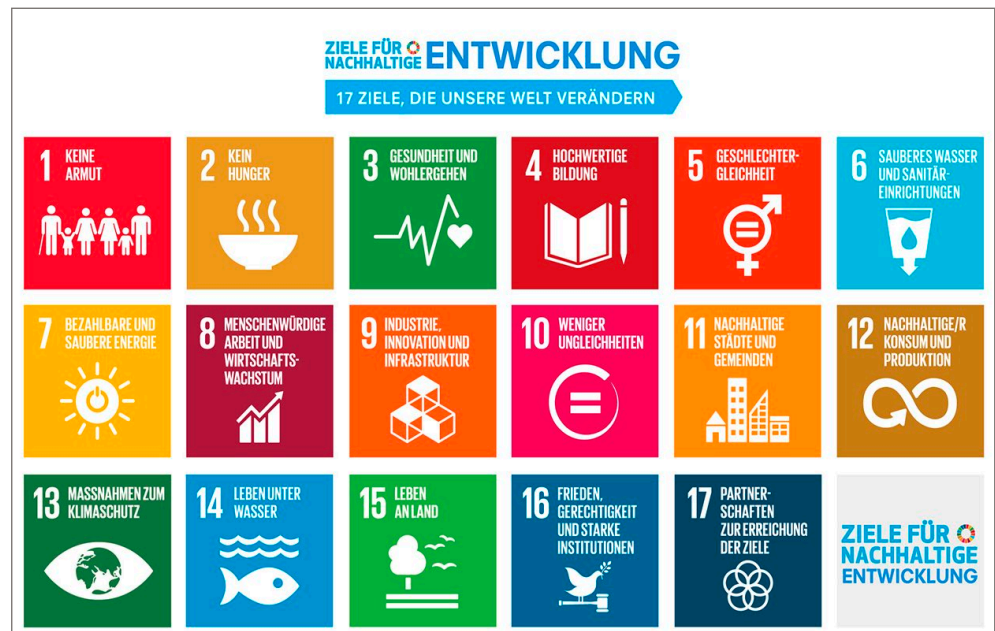 ZIELE FÜR
NACHHALTIGE ENTWICKLUNG
17 ZIELE, DIE UNSERE WELT VERÄNDERN
1 KEINE
ARMUT
2 KEIN
HUNGER
3 GESUNDHEIT UND
WOHLERGEHEN
4 HOCHWERTIGE
BILDUNG
5 GESCHLECHTER-
GLEICHHEIT
6 SAUBERES WASSER
UND SANITÄR-
EINRICHTUNGEN
7 BEZAHLBARE UND
SAUBERE ENERGIE
8 MENSCHENWÜRDIGE
ARBEIT UND
WIRTSCHAFTS-
WACHSTUM
9 INDUSTRIE,
INNOVATION UND
INFRASTRUKTUR
10 WENIGER
UNGLEICHHEITEN
11 NACHHALTIGE
STÄDTE UND
GEMEINDEN
12 NACHHALTIGE/R
KONSUM UND
PRODUKTION
13 MASSNAHMEN ZUM
KLIMASCHUTZ
14 LEBEN UNTER
WASSER
15 LEBEN
AN LAND
16 FRIEDEN,
GERECHTIGKEIT
UND STARKE
INSTITUTIONEN
17 PARTNER-
SCHAFTEN
ZUR ERREICHUNG
DER ZIELE
ZIELE FÜR
NACHHALTIGE
ENTWICKLUNG